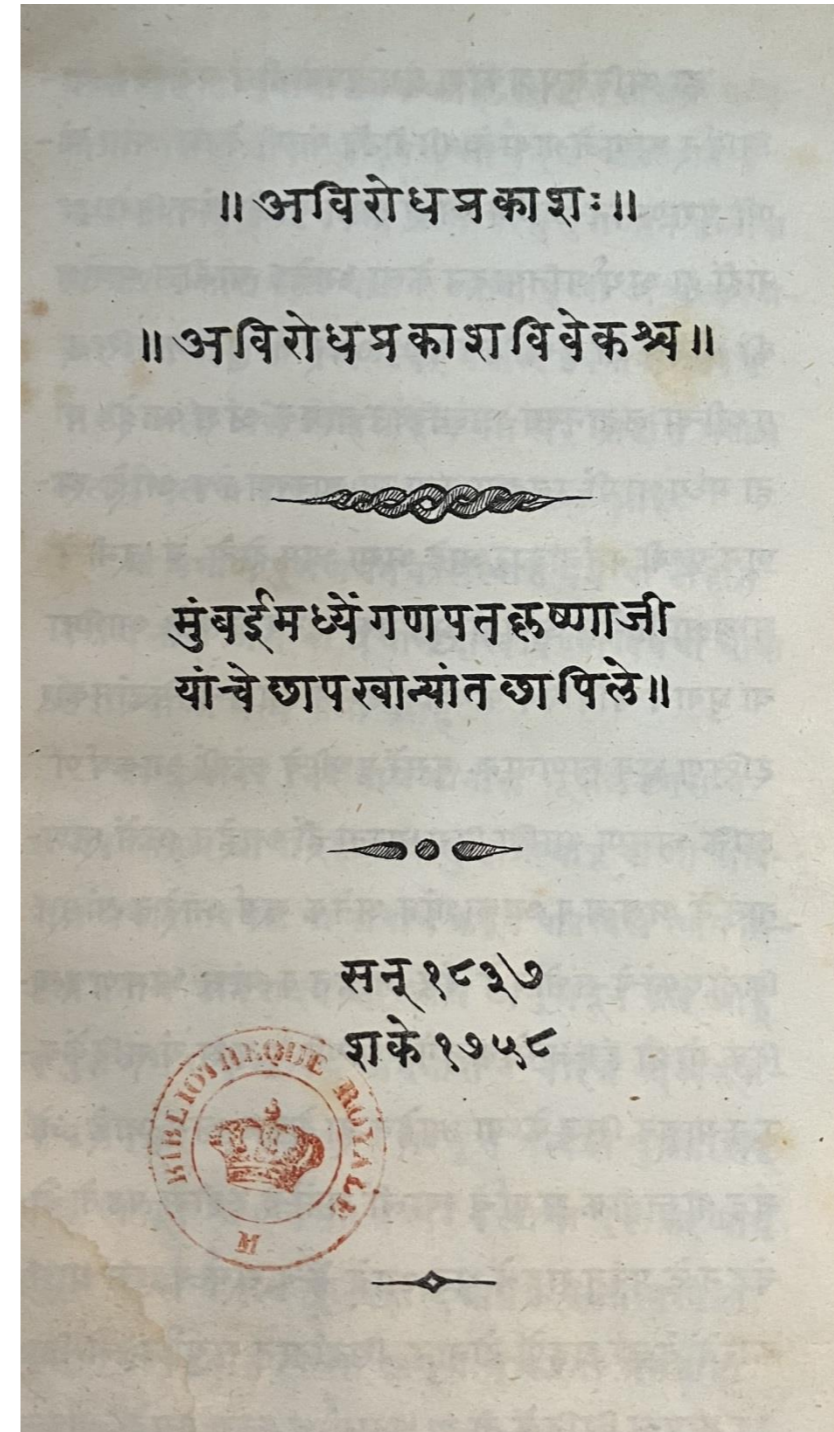 ॥ अविरोधप्रकाशः ॥
॥ अविरोधप्रकाशविवेकश्च ॥
मुंबईमध्यें गणपत कृष्णाजी
यांचे छापखान्यांत छापिले ॥
सन् १८३७
शके १७५८
BIBLIOTHEQUE ROYALE
M